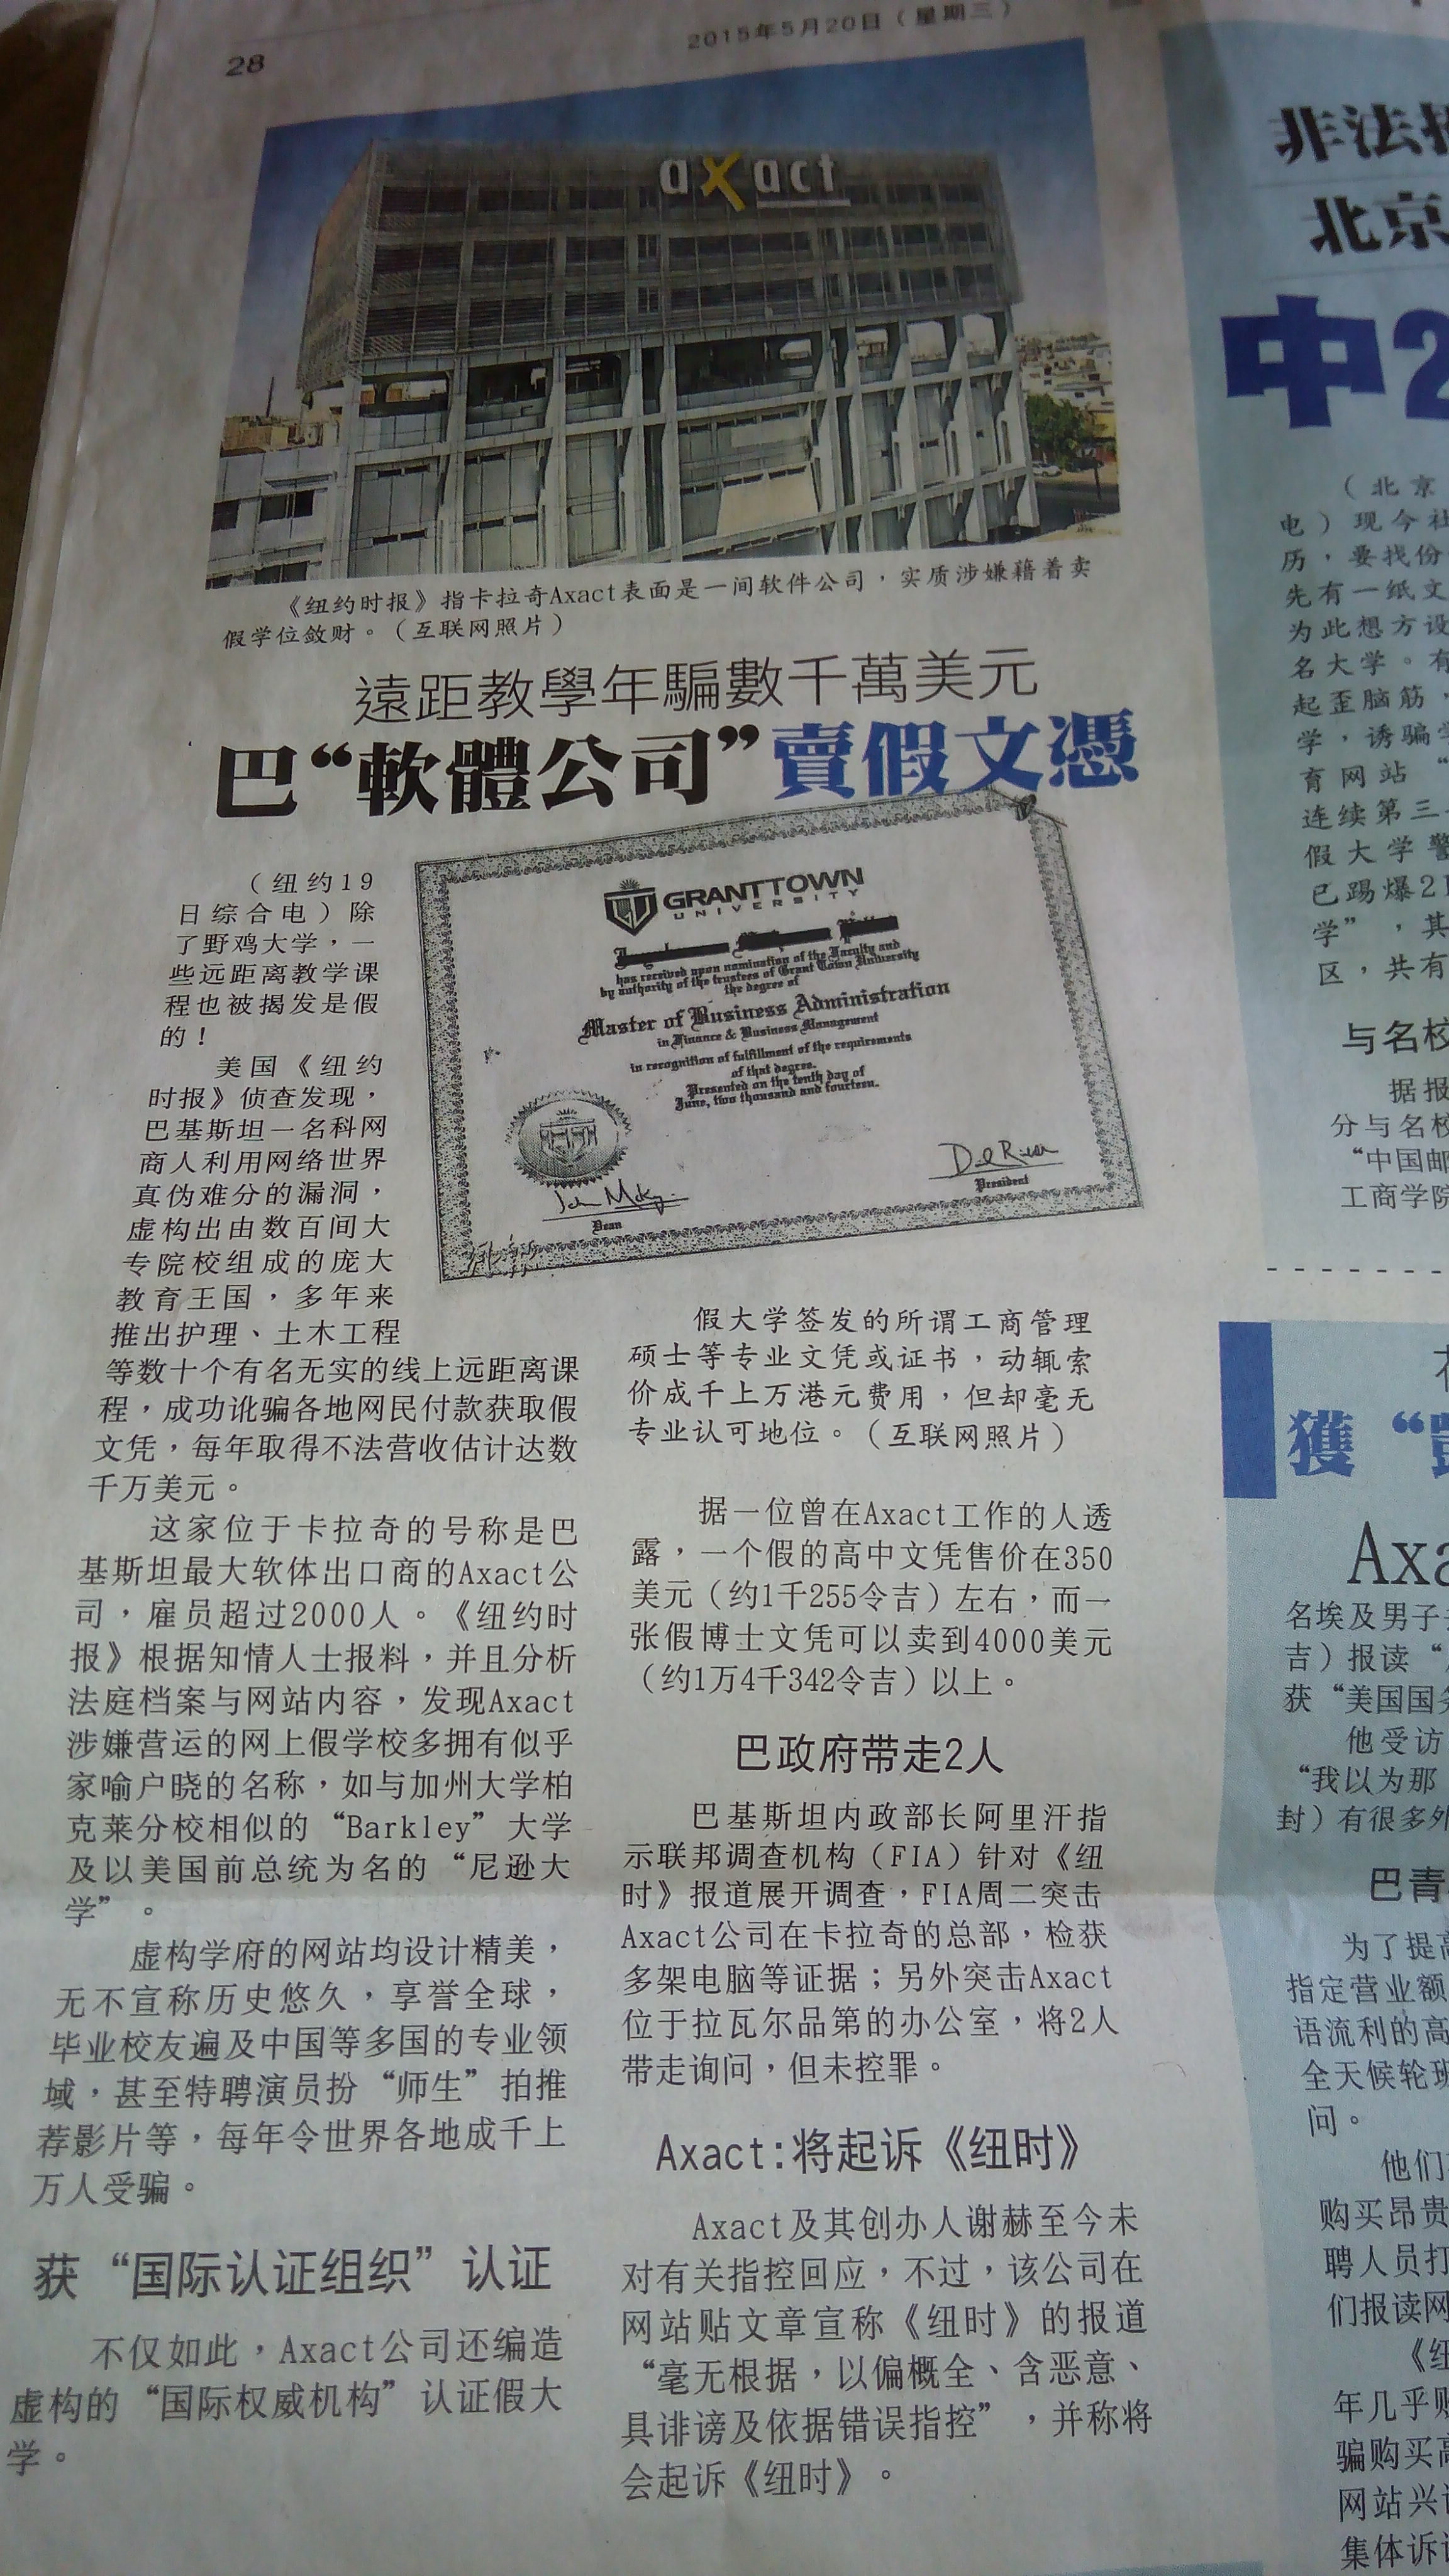 28
2015年5月20日（星期三）
axact
《纽约时报》指卡拉奇Axact表面是一间软件公司，实质涉嫌藉着卖
假学位敛财。（互联网照片）
遠距教學年騙數千萬美元
巴“軟體公司”賣假文憑
（纽约19
日综合电）除
了野鸡大学，一
些远距离教学课
程也被揭发是假
的！
美国《纽约
时报》侦查发现，
巴基斯坦一名科网
商人利用网络世界
真伪难分的漏洞，
虚构出由数百间大
专院校组成的庞大
教育王国，多年来
推出护理、土木工程
等数十个有名无实的线上远距离课
程，成功讹骗各地网民付款获取假
文凭，每年取得不法营收估计达数
千万美元。
这家位于卡拉奇的号称是巴
基斯坦最大软体出口商的Axact公
司，雇员超过2000人。《纽约时
报》根据知情人士报料，并且分析
法庭档案与网站内容，发现Axact
涉嫌营运的网上假学校多拥有似乎
家喻户晓的名称，如与加州大学柏
克莱分校相似的“Barkley”大学
及以美国前总统为名的“尼逊大
学”。
虚构学府的网站均设计精美，
无不宣称历史悠久，享誉全球，
毕业校友遍及中国等多国的专业领
域，甚至特聘演员扮“师生”拍推
荐影片等，每年令世界各地成千上
万人受骗。
获“国际认证组织”认证
不仅如此，Axact公司还编造
虚构的“国际权威机构”认证假大
学。
GRANTTOWN
UNIVERSITY
has received upon nomination of the Faculty and
by authority of the trustees of Grant Town University
the degree of
Master of Business Administration
in Finance & Business Management
in recognition of fulfillment of the requirements
of that degree.
Presented on the tenth day of
June, two thousand and fourteen.
Dean
President
假大学签发的所谓工商管理
硕士等专业文凭或证书，动辄索
价成千上万港元费用，但却毫无
专业认可地位。（互联网照片）
据一位曾在Axact工作的人透
露，一个假的高中文凭售价在350
美元（约1千255令吉）左右，而一
张假博士文凭可以卖到4000美元
（约1万4千342令吉）以上。
巴政府带走2人
巴基斯坦内政部长阿里汗指
示联邦调查机构（FIA）针对《纽
时》报道展开调查，FIA周二突击
Axact公司在卡拉奇的总部，检获
多架电脑等证据；另外突击Axact
位于拉瓦尔品第的办公室，将2人
带走询问，但未控罪。
Axact:将起诉《纽时》
Axact及其创办人谢赫至今未
对有关指控回应，不过，该公司在
网站贴文章宣称《纽时》的报道
“毫无根据，以偏概全、含恶意、
具诽谤及依据错误指控”，并称将
会起诉《纽时》。
非法
北京
中2
（北京
电）现今社
历，要找份
先有一纸文
为此想方设
名大学。有
起歪脑筋，
学，诱骗学
育网站“
连续第三
假大学警
已踢爆21
学”，其
区，共有
与名校
据报
分与名校
“中国邮
工商学院
獲“
Axa
名埃及男子
吉）报读“
获“美国国务
他受访
“我以为那
封）有很多外
巴青
为了提高
指定营业额
语流利的高
全天候轮班
问。
他们
购买昂贵
聘人员打
们报读网
《纽
年几乎
骗购买高
网站兴
集体诉讼